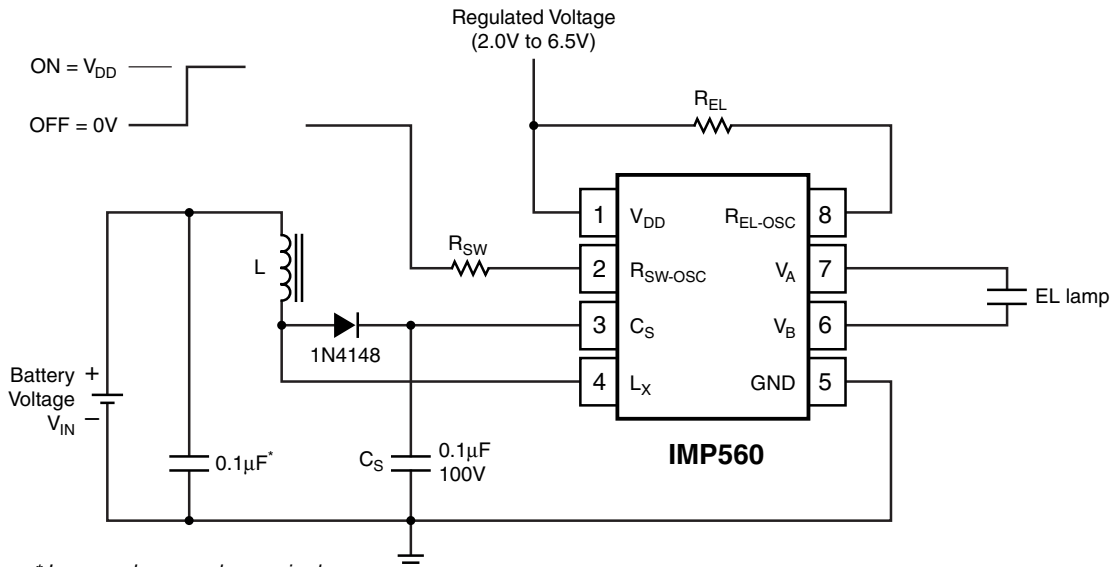 Regulated Voltage
(2.0V to 6.5V)
ON = VDD
OFF = 0V
REL
1 VDD
REL-OSC 8
RSW
2 RSW-OSC
VA 7
L
EL lamp
3 CS
VB 6
1N4148
4 LX
GND 5
Battery +
Voltage
VIN –
IMP560
0.1μF*
CS
0.1μF
100V